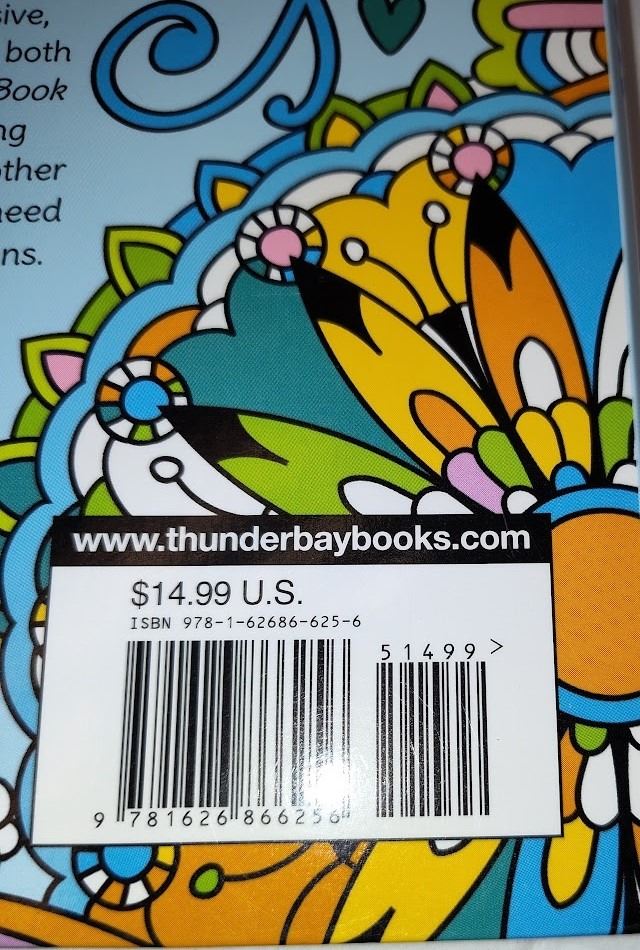 sive,
both
Book
ng
other
need
ns.
www.thunderbaybooks.com
$14.99 U.S.
ISBN 978-1-62686-625-6
51499>
9 781626 866256